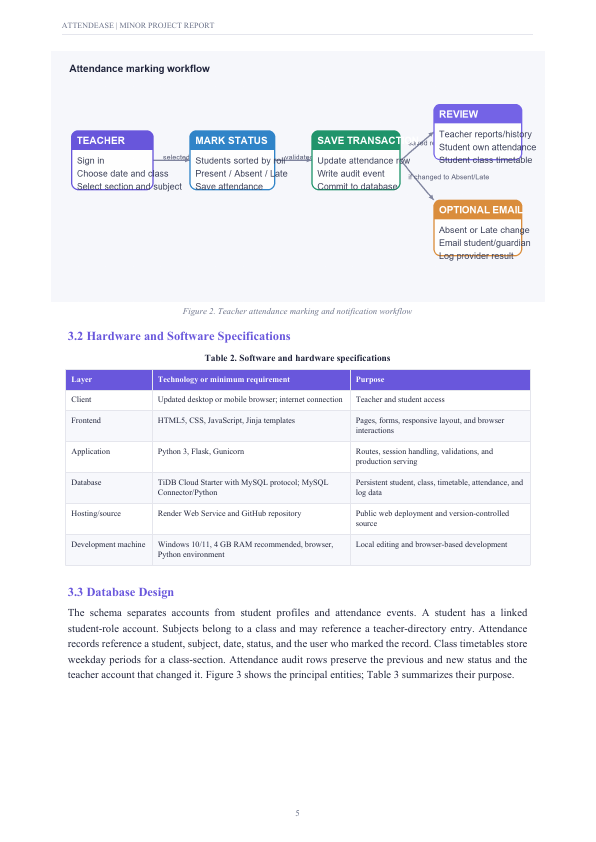 ATTENDEASE | MINOR PROJECT REPORT
Attendance marking workflow
TEACHER
Sign in
Choose date and class
Select section and subject
selected
MARK STATUS
Students sorted by roll
Present / Absent / Late
Save attendance
validated
SAVE TRANSACT
Update attendance row
Write audit event
Commit to database
if changed to Absent/Late
REVIEW
Teacher reports/history
Student own attendance
Student class timetable
OPTIONAL EMAIL
Absent or Late change
Email student/guardian
Log provider result
Figure 2. Teacher attendance marking and notification workflow
3.2 Hardware and Software Specifications
Table 2. Software and hardware specifications
Layer Technology or minimum requirement Purpose
Client Updated desktop or mobile browser; internet connection Teacher and student access
Frontend HTML5, CSS, JavaScript, Jinja templates Pages, forms, responsive layout, and browser
interactions
Application Python 3, Flask, Gunicorn Routes, session handling, validations, and
production serving
Database TiDB Cloud Starter with MySQL protocol; MySQL Persistent student, class, timetable, attendance, and
Connector/Python log data
Hosting/source Render Web Service and GitHub repository Public web deployment and version-controlled
source
Development machine Windows 10/11, 4 GB RAM recommended, browser, Local editing and browser-based development
Python environment
3.3 Database Design
The schema separates accounts from student profiles and attendance events. A student has a linked
student-role account. Subjects belong to a class and may reference a teacher-directory entry. Attendance
records reference a student, subject, date, status, and the user who marked the record. Class timetables store
weekday periods for a class-section. Attendance audit rows preserve the previous and new status and the
teacher account that changed it. Figure 3 shows the principal entities; Table 3 summarizes their purpose.
5